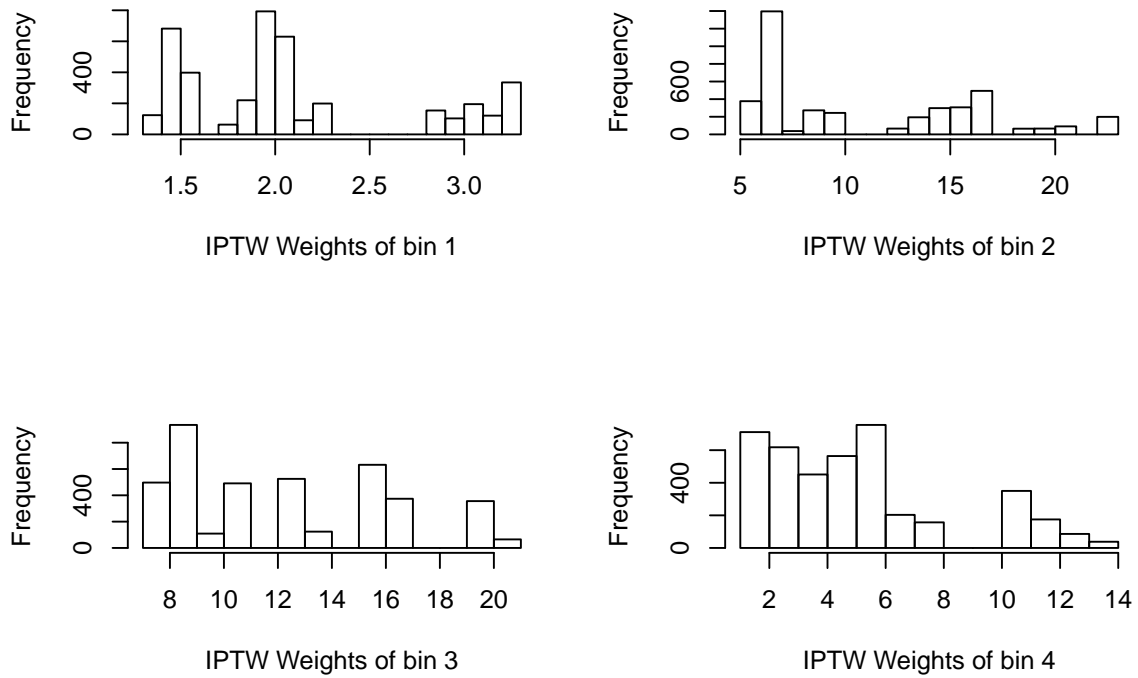 Frequency
0
400
1.5 2.0 2.5 3.0
IPTW Weights of bin 1
Frequency
0
600
5 10 15 20
IPTW Weights of bin 2
Frequency
0
400
8 10 12 14 16 18 20
IPTW Weights of bin 3
Frequency
0
400
2 4 6 8 10 12 14
IPTW Weights of bin 4